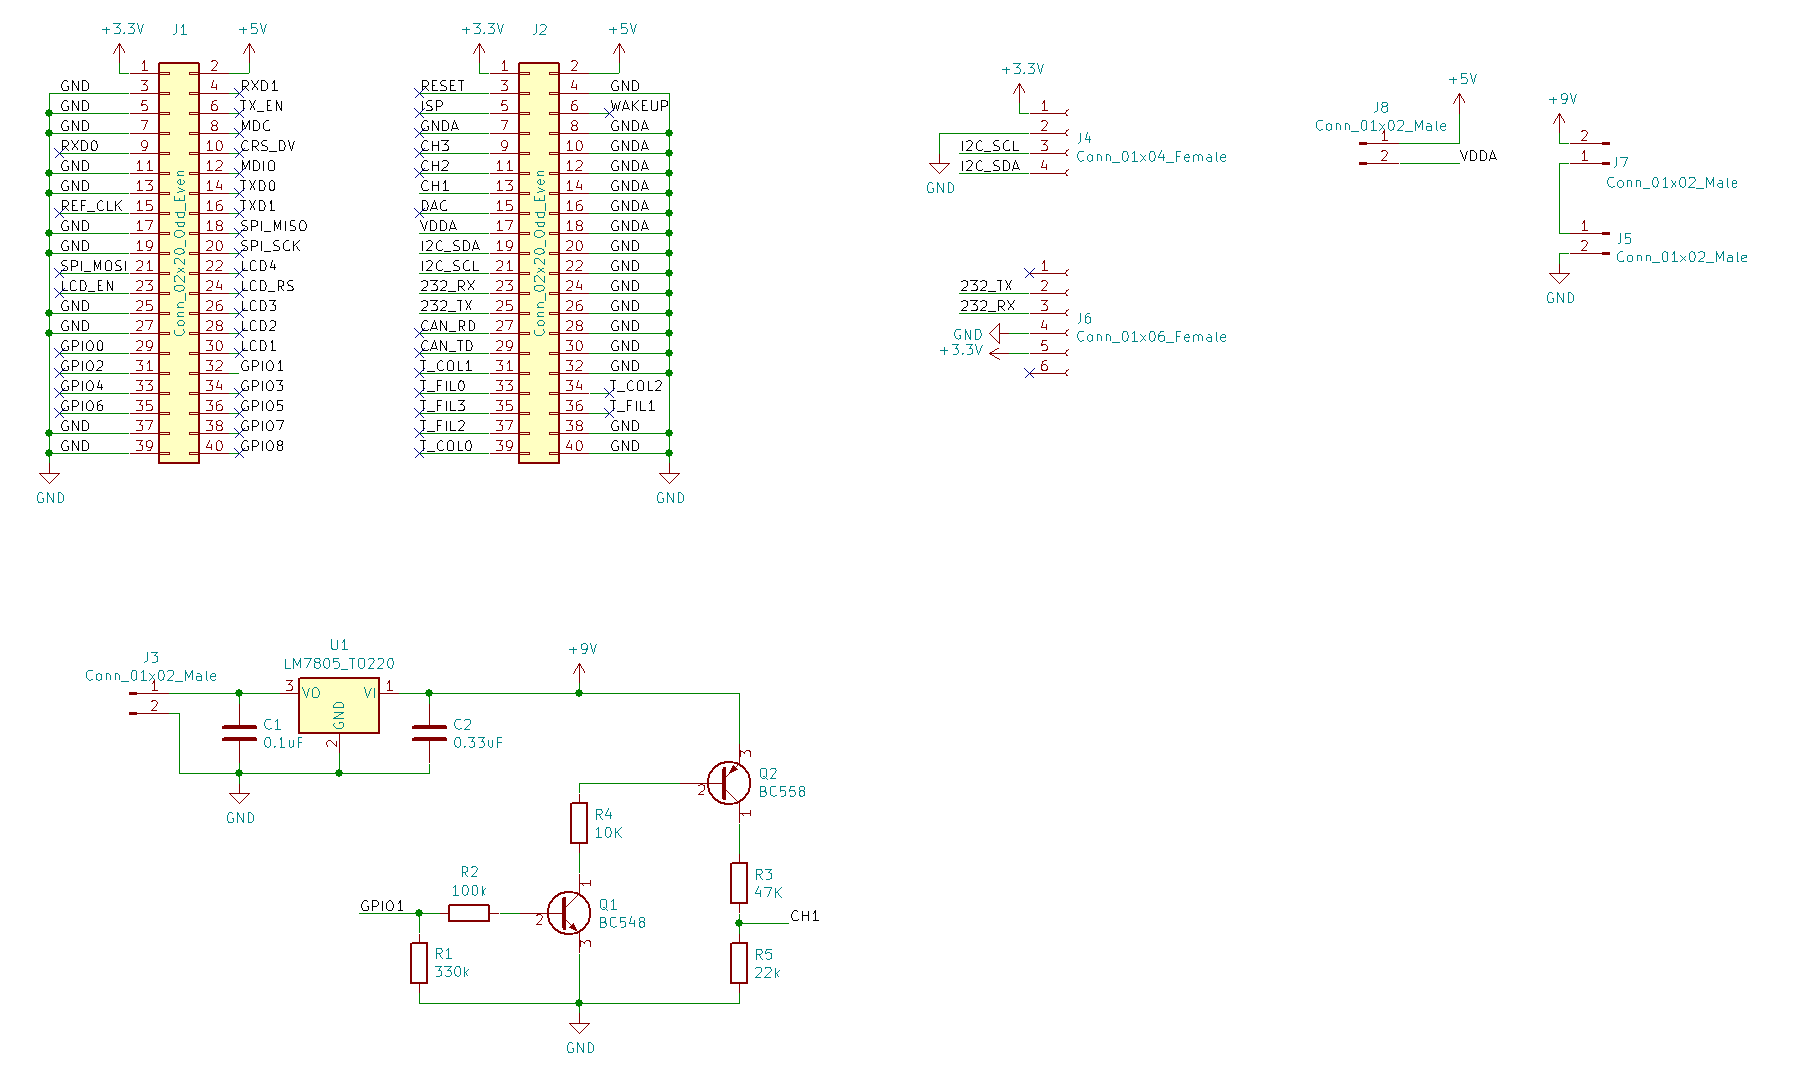 +3.3V J1 +5V
1 2
GND 3 4 RXD1
GND 5 6 TX_EN
GND 7 8 MDC
RXD0 9 10 CRS_DV
GND 11 12 MDIO
GND 13 14 TXD0
REF_CLK 15 16 TXD1
GND 17 18 SPI_MISO
GND 19 20 SPI_SCK
SPI_MOSI 21 22 LCD4
LCD_EN 23 24 LCD_RS
GND 25 26 LCD3
GND 27 28 LCD2
GPIO0 29 30 LCD1
GPIO2 31 32 GPIO1
GPIO4 33 34 GPIO3
GPIO6 35 36 GPIO5
GND 37 38 GPIO7
GND 39 40 GPIO8
Conn_02x20_Odd_Even
GND
+3.3V J2 +5V
1 2
RESET 3 4 GND
ISP 5 6 WAKEUP
GNDA 7 8 GNDA
CH3 9 10 GNDA
CH2 11 12 GNDA
CH1 13 14 GNDA
DAC 15 16 GNDA
VDDA 17 18 GNDA
I2C_SDA 19 20 GND
I2C_SCL 21 22 GND
232_RX 23 24 GND
232_TX 25 26 GND
CAN_RD 27 28 GND
CAN_TD 29 30 GND
T_COL1 31 32 GND
T_FIL0 33 34 T_COL2
T_FIL3 35 36 T_FIL1
T_FIL2 37 38 GND
T_COL0 39 40 GND
Conn_02x20_Odd_Even
GND
+3.3V
1
2
I2C_SCL 3
I2C_SDA 4
GND
J4
Conn_01x04_Female
1
232_TX 2
232_RX 3
GND 4
+3.3V 5
6
J6
Conn_01x06_Female
+5V
J8
Conn_01x02_Male
1
2 VDDA
+9V
2
1
J7
Conn_01x02_Male
1
2
J5
Conn_01x02_Male
GND
J3
Conn_01x02_Male
1
2
U1
LM7805_TO220
3 VO VI 1
GND
2
C1
0.1uF
C2
0.33uF
GND
+9V
3
2
1
Q2
BC558
R4
10K
R3
47K
CH1
R5
22k
GPIO1
R2
100k
1
2
3
Q1
BC548
R1
330k
GND